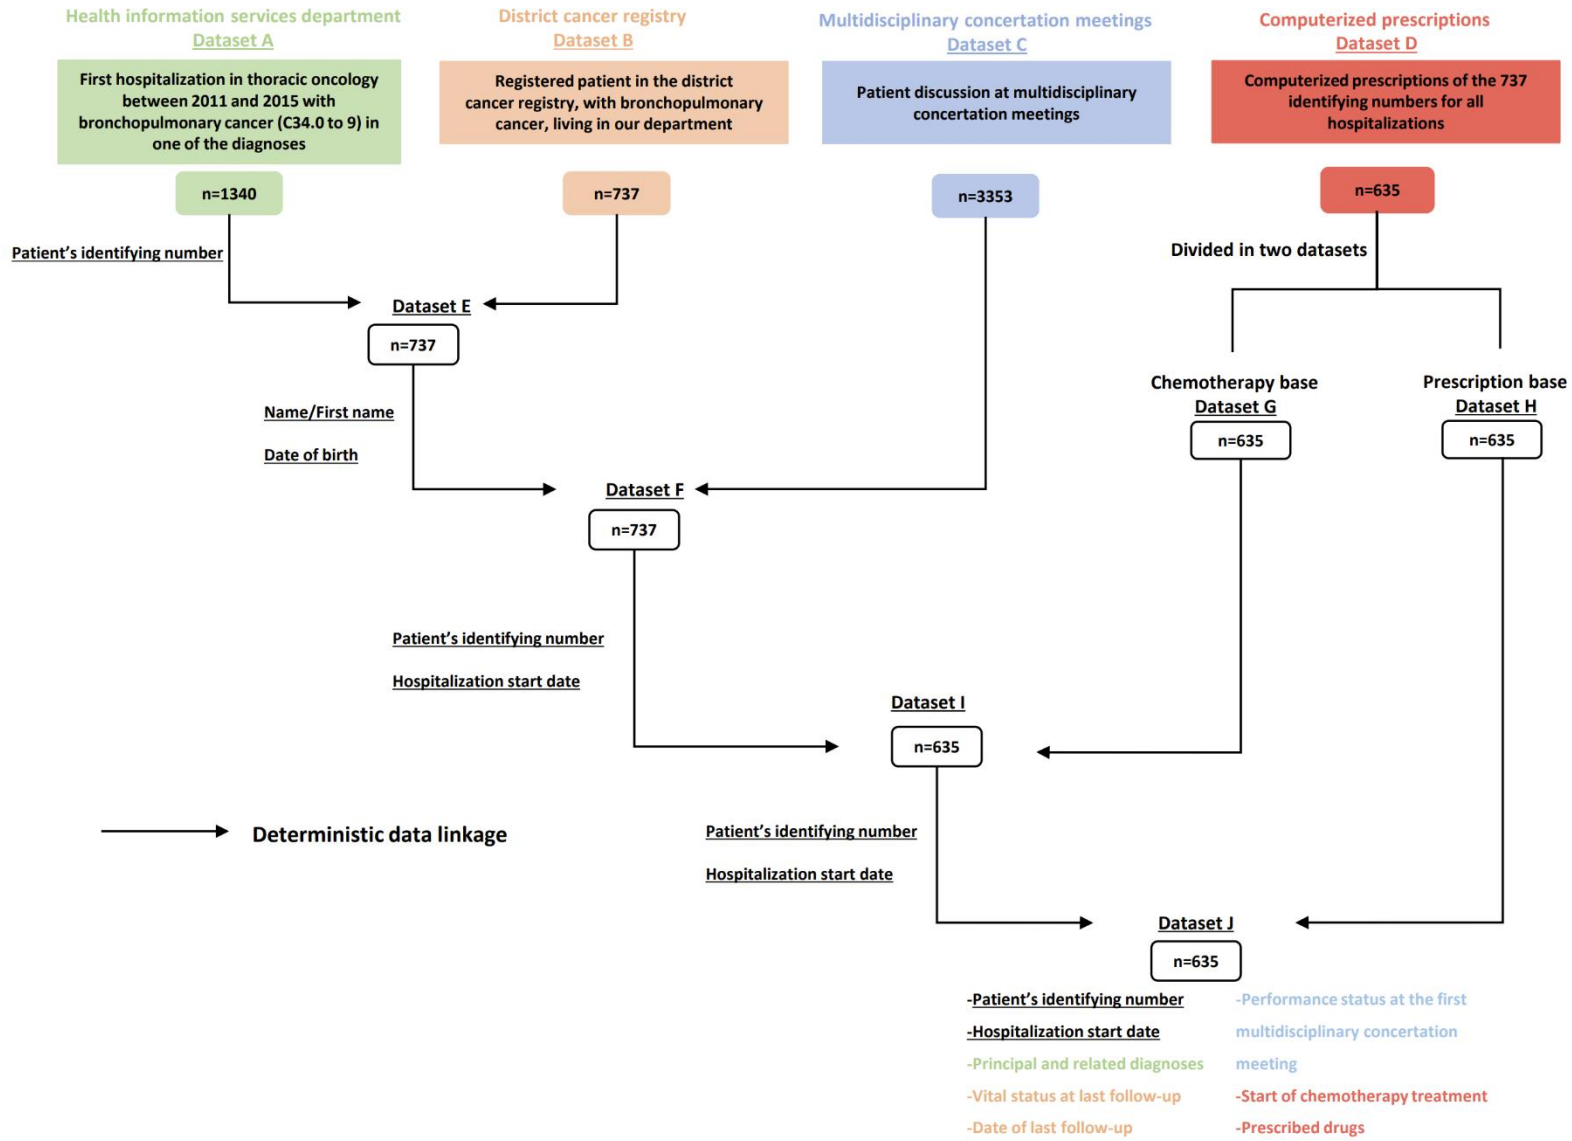 Health information services department
Dataset A
District cancer registry
Dataset B
Multidisciplinary concertation meetings
Dataset C
Computerized prescriptions
Dataset D
First hospitalization in thoracic oncology
between 2011 and 2015 with
bronchopulmonary cancer (C34.0 to 9) in
one of the diagnoses
Registered patient in the district
cancer registry, with bronchopulmonary
cancer, living in our department
Patient discussion at multidisciplinary
concertation meetings
Computerized prescriptions of the 737
identifying numbers for all
hospitalizations
n=1340
n=737
n=3353
n=635
Patient's identifying number
Divided in two datasets
Dataset E
n=737
Chemotherapy base
Dataset G
n=635
Prescription base
Dataset H
n=635
Name/First name
Date of birth
Dataset F
n=737
Patient's identifying number
Hospitalization start date
Dataset I
n=635
Deterministic data linkage
Patient's identifying number
Hospitalization start date
Dataset J
n=635
-Patient's identifying number
-Hospitalization start date
-Principal and related diagnoses
-Vital status at last follow-up
-Date of last follow-up
-Performance status at the first
multidisciplinary concertation
meeting
-Start of chemotherapy treatment
-Prescribed drugs